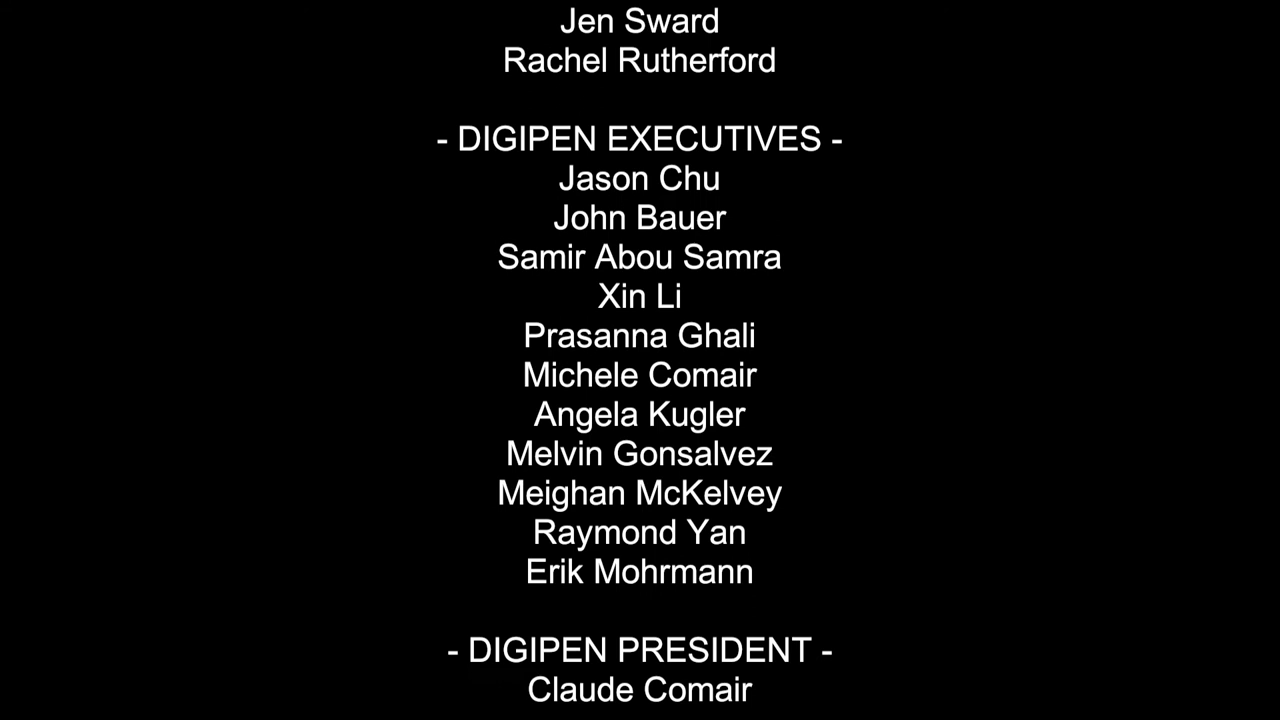 Jen Sward
Rachel Rutherford
- DIGIPEN EXECUTIVES -
Jason Chu
John Bauer
Samir Abou Samra
Xin Li
Prasanna Ghali
Michele Comair
Angela Kugler
Melvin Gonsalvez
Meighan McKelvey
Raymond Yan
Erik Mohrmann
- DIGIPEN PRESIDENT -
Claude Comair